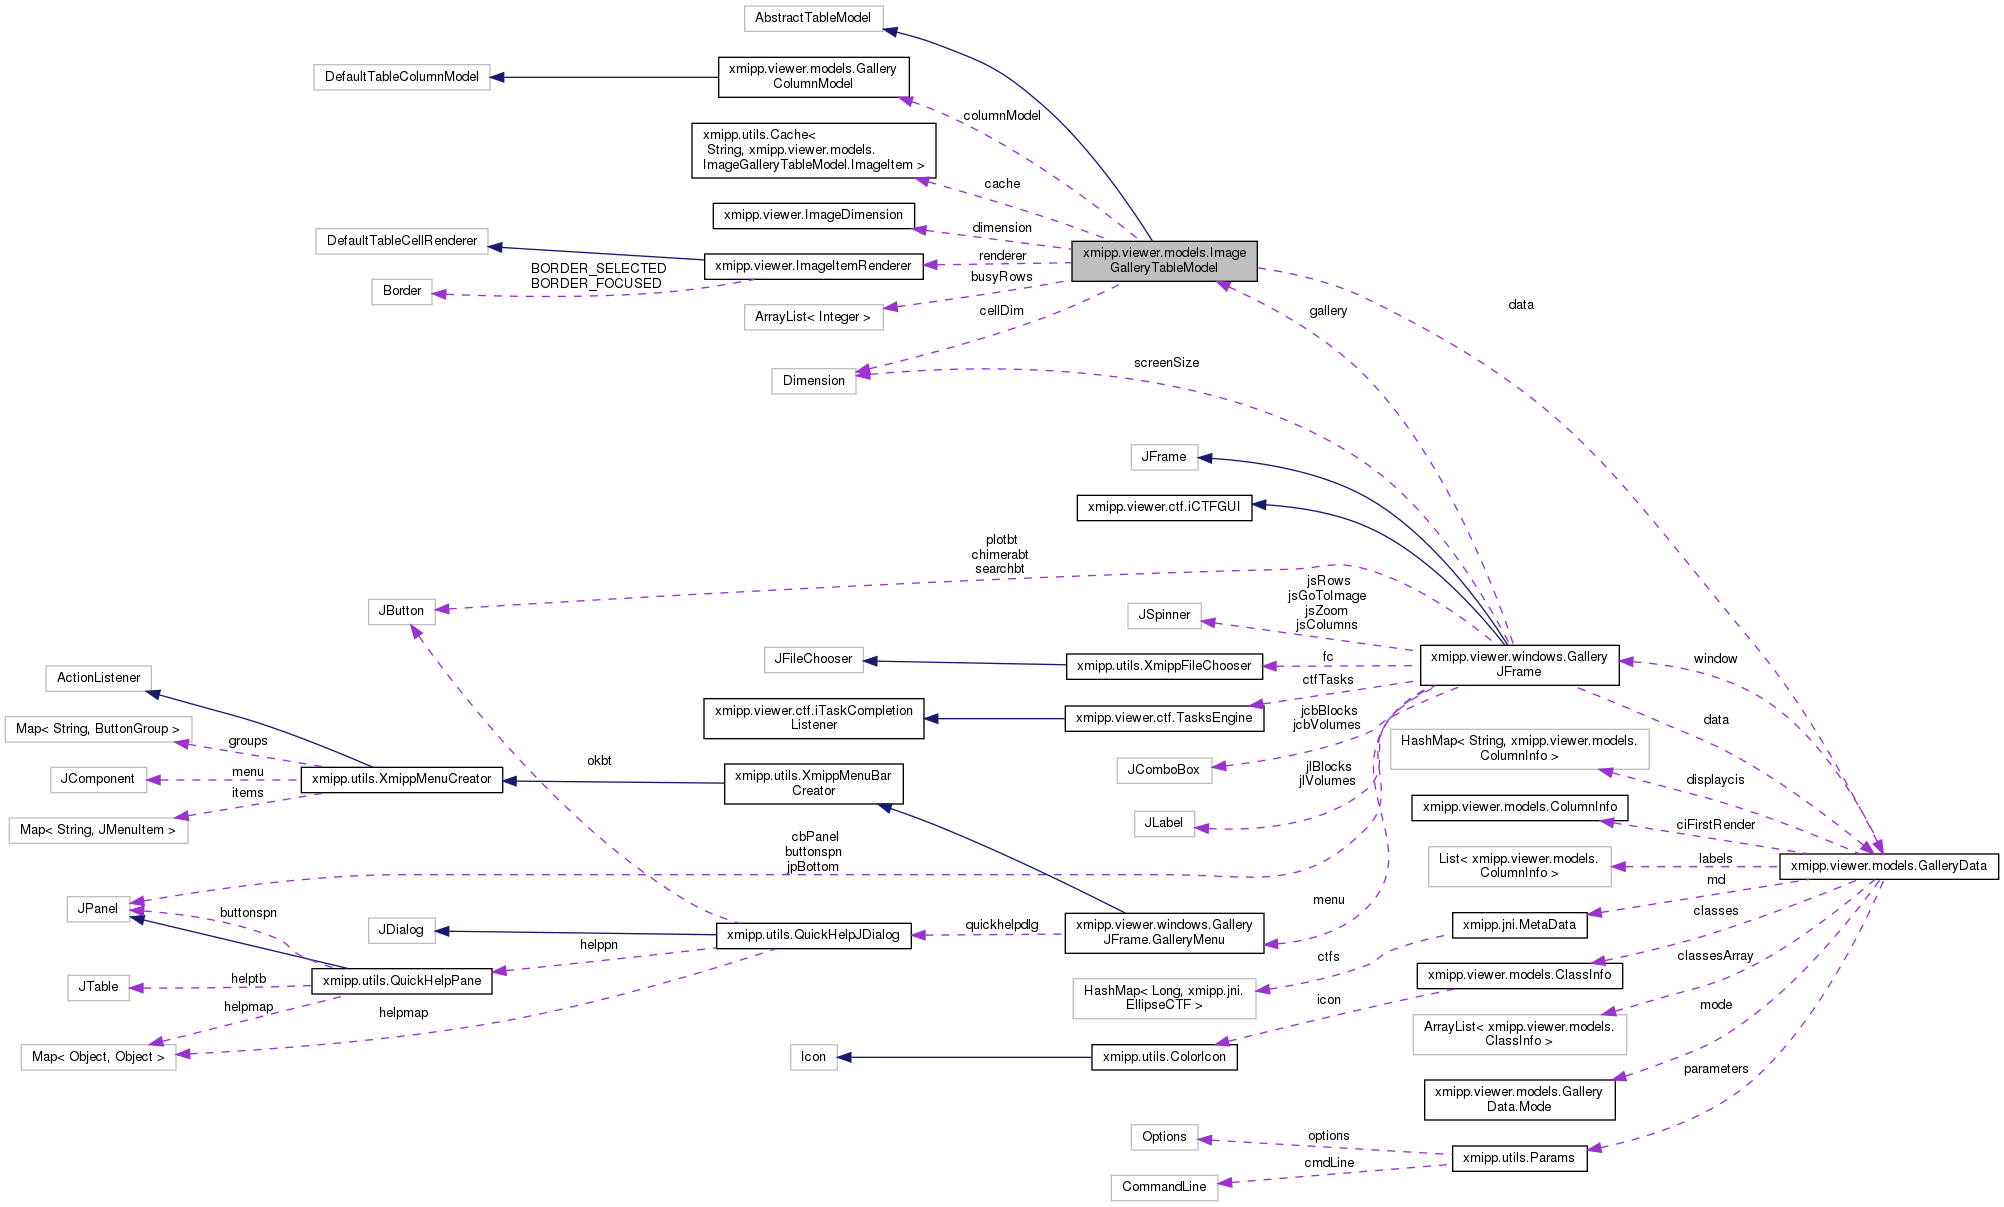 AbstractTableModel
DefaultTableColumnModel
xmipp.viewer.models.Gallery
ColumnModel
columnModel
xmipp.utils.Cache<
String, xmipp.viewer.models.
ImageGalleryTableModel.ImageItem >
cache
xmipp.viewer.ImageDimension
dimension
DefaultTableCellRenderer
xmipp.viewer.ImageItemRenderer
renderer
xmipp.viewer.models.Image
GalleryTableModel
BORDER_SELECTED
BORDER_FOCUSED
Border
busyRows
ArrayList< Integer >
cellDim
gallery
data
Dimension
screenSize
JFrame
xmipp.viewer.ctf.iCTFGUI
plotbt
chimerabt
searchbt
JButton
jsRows
jsGoToImage
jsZoom
jsColumns
JSpinner
JFileChooser
xmipp.utils.XmippFileChooser
fc
xmipp.viewer.windows.Gallery
JFrame
window
ctfTasks
ActionListener
xmipp.viewer.ctf.iTaskCompletion
Listener
xmipp.viewer.ctf.TasksEngine
jcbBlocks
jcbVolumes
data
Map< String, ButtonGroup >
groups
HashMap< String, xmipp.viewer.models.
ColumnInfo >
displaycis
JComponent
menu
items
xmipp.utils.XmippMenuCreator
okbt
xmipp.utils.XmippMenuBar
Creator
JComboBox
jlBlocks
jlVolumes
xmipp.viewer.models.ColumnInfo
ciFirstRender
Map< String, JMenuItem >
JLabel
cbPanel
buttonspn
jpBottom
List< xmipp.viewer.models.
ColumnInfo >
labels
xmipp.viewer.models.GalleryData
md
JPanel
buttonspn
menu
classes
JDialog
xmipp.utils.QuickHelpJDialog
quickhelpdlg
xmipp.viewer.windows.Gallery
JFrame.GalleryMenu
xmipp.jni.MetaData
helppn
ctfs
classesArray
JTable
helptb
xmipp.utils.QuickHelpPane
xmipp.viewer.models.ClassInfo
HashMap< Long, xmipp.jni.
EllipseCTF >
icon
mode
helpmap
helpmap
ArrayList< xmipp.viewer.models.
ClassInfo >
Map< Object, Object >
Icon
xmipp.utils.ColorIcon
parameters
xmipp.viewer.models.Gallery
Data.Mode
Options
options
xmipp.utils.Params
cmdLine
CommandLine